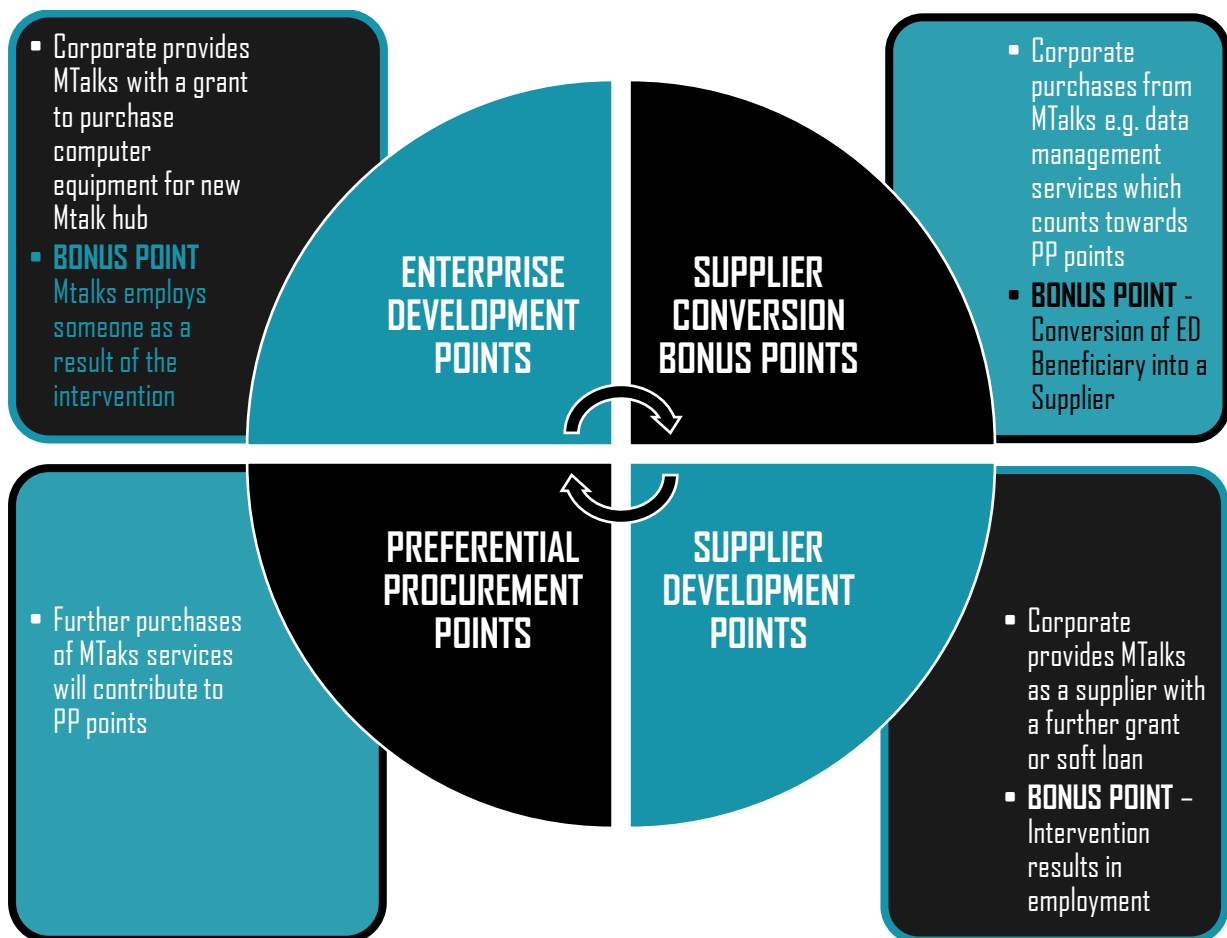 ▪ Corporate provides
MTalks with a grant
to purchase
computer
equipment for new
Mtalk hub
▪ BONUS POINT
Mtalks employs
someone as a
result of the
intervention
ENTERPRISE
DEVELOPMENT
POINTS
SUPPLIER
CONVERSION
BONUS POINTS
▪ Corporate
purchases from
MTalks e.g. data
management
services which
counts towards
PP points
▪ BONUS POINT -
Conversion of ED
Beneficiary into a
Supplier
▪ Further purchases
of MTaks services
will contribute to
PP points
PREFERENTIAL
PROCUREMENT
POINTS
SUPPLIER
DEVELOPMENT
POINTS
▪ Corporate
provides MTalks
as a supplier with
a further grant
or soft loan
▪ BONUS POINT –
Intervention
results in
employment